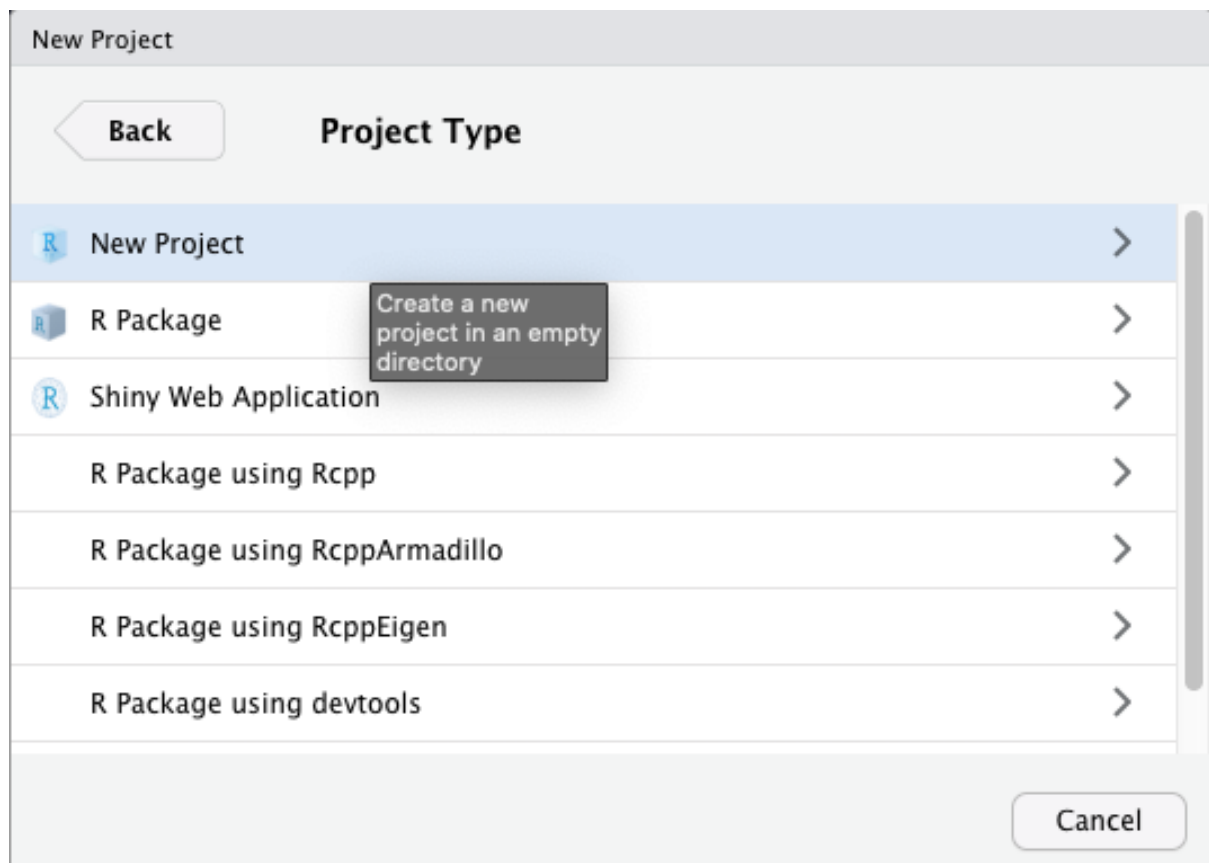 New Project
Back
Project Type
R New Project
R R Package
Create a new
project in an empty
directory
R Shiny Web Application
R Package using Rcpp
R Package using RcppArmadillo
R Package using RcppEigen
R Package using devtools
Cancel